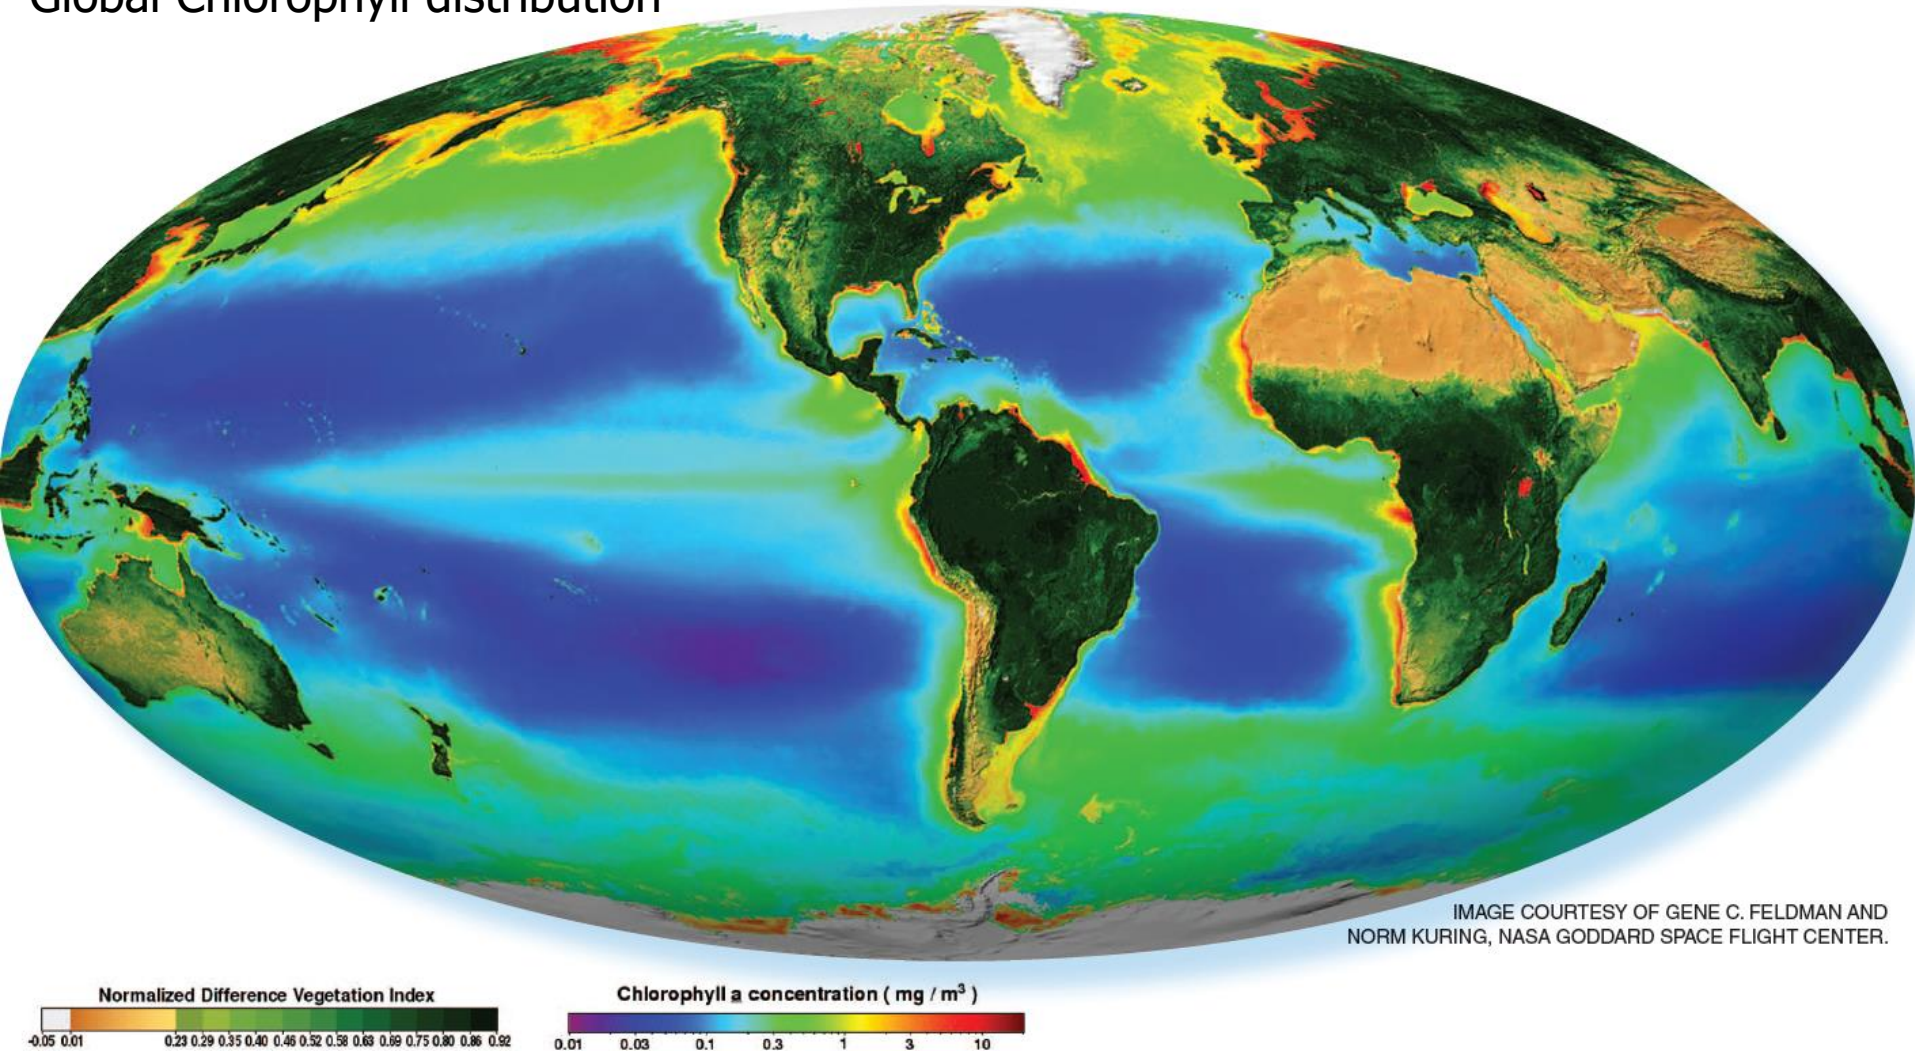 Global Chlorophyll distribution
IMAGE COURTESY OF GENE C. FELDMAN AND
NORM KURING, NASA GODDARD SPACE FLIGHT CENTER.
Normalized Difference Vegetation Index
-0.05 0.01 0.23 0.29 0.35 0.40 0.46 0.52 0.58 0.63 0.69 0.75 0.80 0.86 0.92
Chlorophyll a concentration ( mg / m³ )
0.01 0.03 0.1 0.3 1 3 10